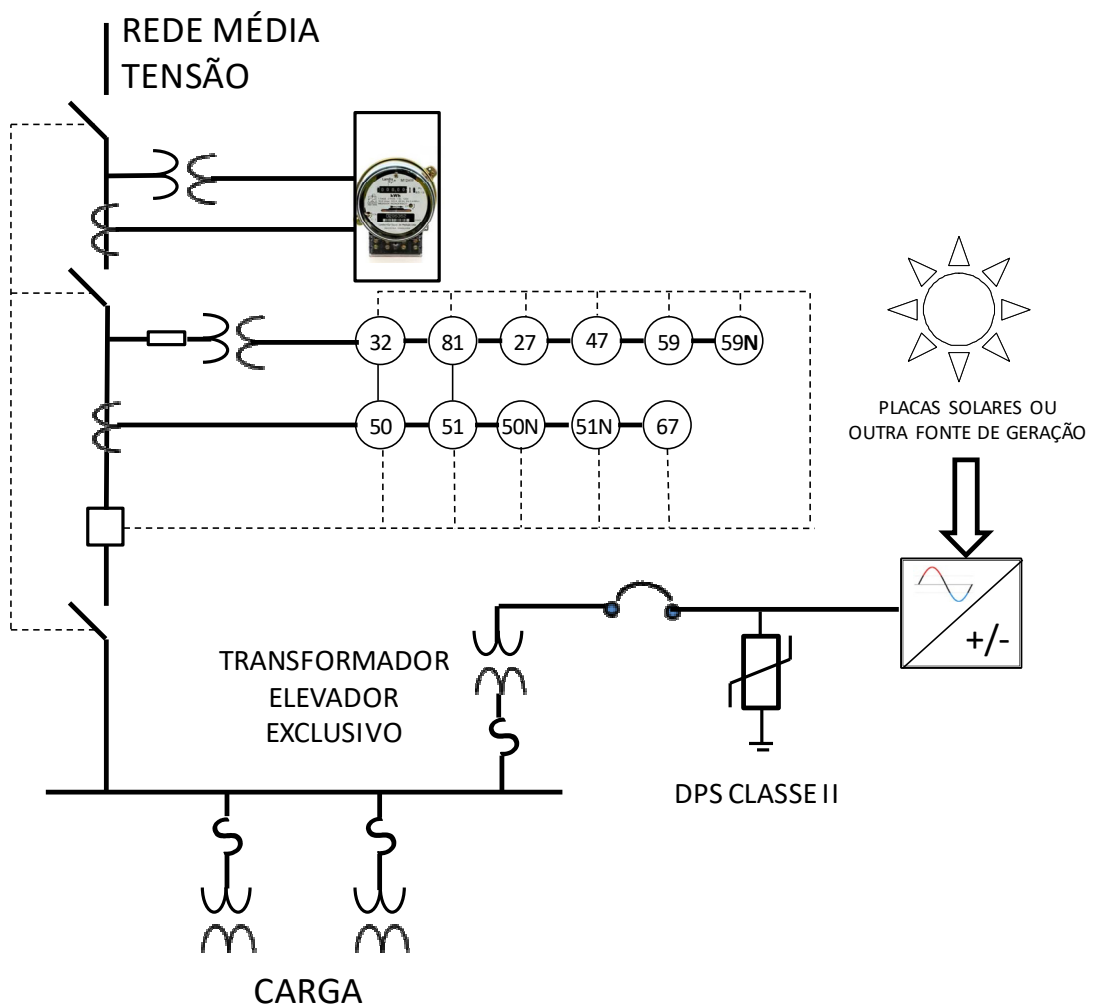 REDE MÉDIA
TENSÃO
kWh
32
81
27
47
59
59N
50
51
50N
51N
67
PLACAS SOLARES OU
OUTRA FONTE DE GERAÇÃO
+/-
TRANSFORMADOR
ELEVADOR
EXCLUSIVO
DPS CLASSE II
CARGA